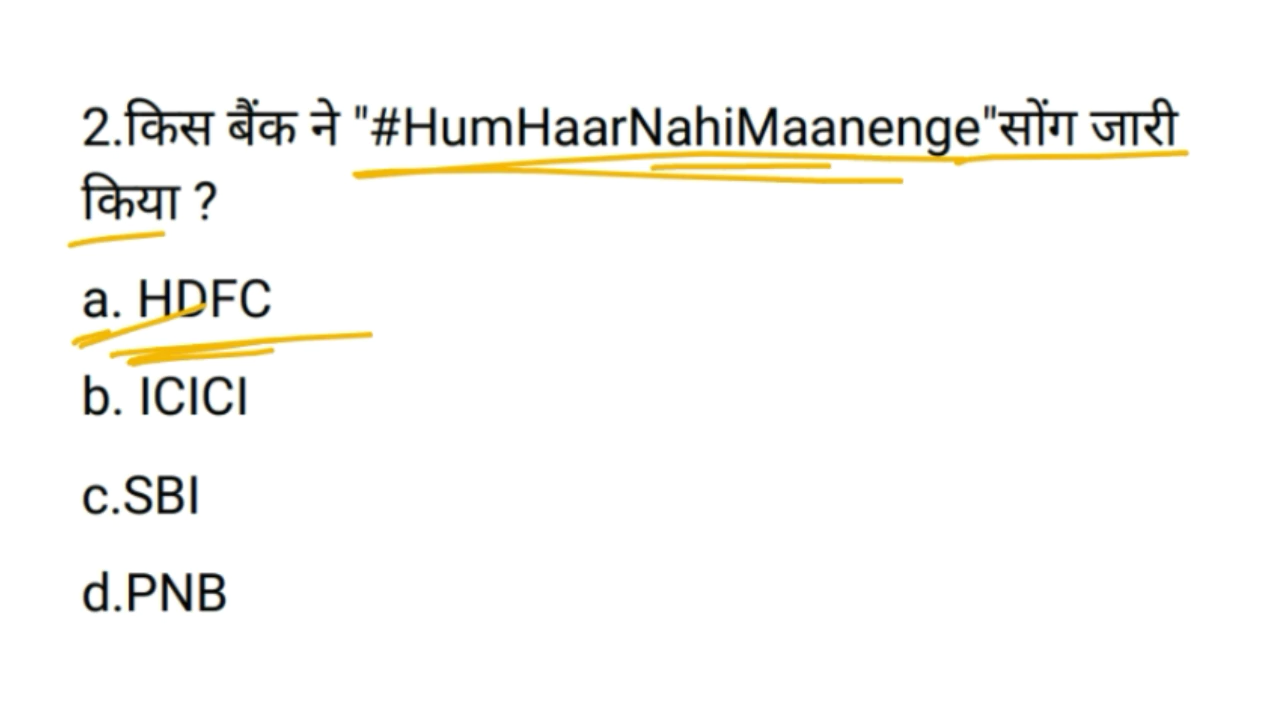 2.किस बैंक ने "#HumHaarNahiMaanenge"सोंग जारी
किया ?
a. HDFC
b. ICICI
c.SBI
d.PNB